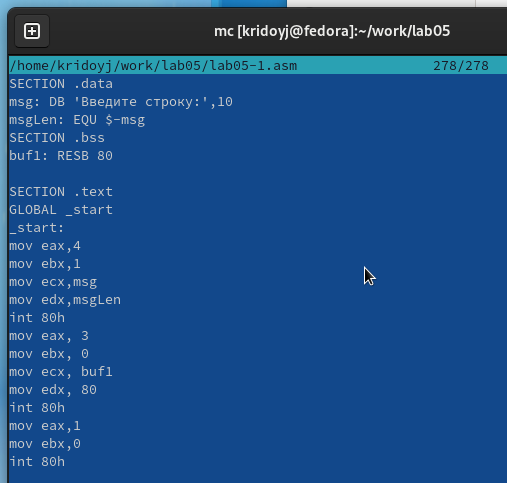 mc [kridoyj@fedora]:~/work/lab05
/home/kridoyj/work/lab05/lab05-1.asm 278/278
SECTION .data
msg: DB 'Введите строку:',10
msgLen: EQU $-msg
SECTION .bss
buf1: RESB 80
SECTION .text
GLOBAL _start
_start:
mov eax,4
mov ebx,1
mov ecx,msg
mov edx,msgLen
int 80h
mov eax, 3
mov ebx, 0
mov ecx, buf1
mov edx, 80
int 80h
mov eax,1
mov ebx,0
int 80h